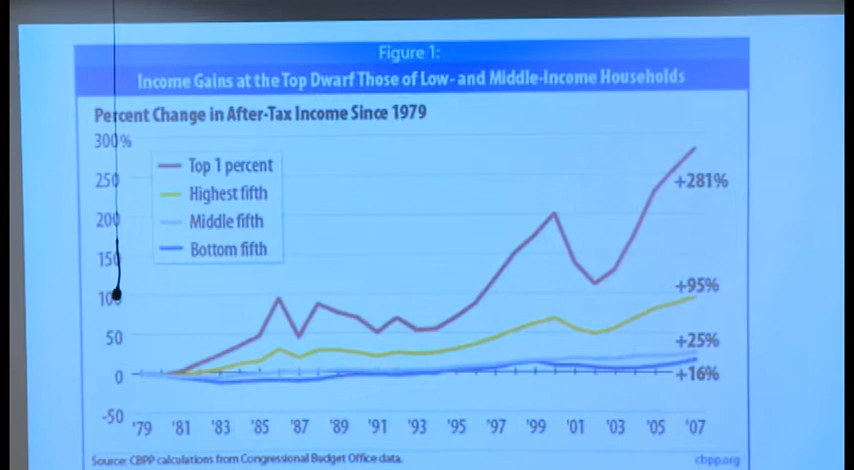 Figure 1:
Income Gains at the Top Dwarf Those of Low- and Middle-Income Households
Percent Change in After-Tax Income Since 1979
300%
250
200
150
100
50
0
-50
Top 1 percent
Highest fifth
Middle fifth
Bottom fifth
+281%
+95%
+25%
+16%
'79 '81 '83 '85 '87 '89 '91 '93 '95 '97 '99 '01 '03 '05 '07
Source: CBPP calculations from Congressional Budget Office data.
cbpp.org